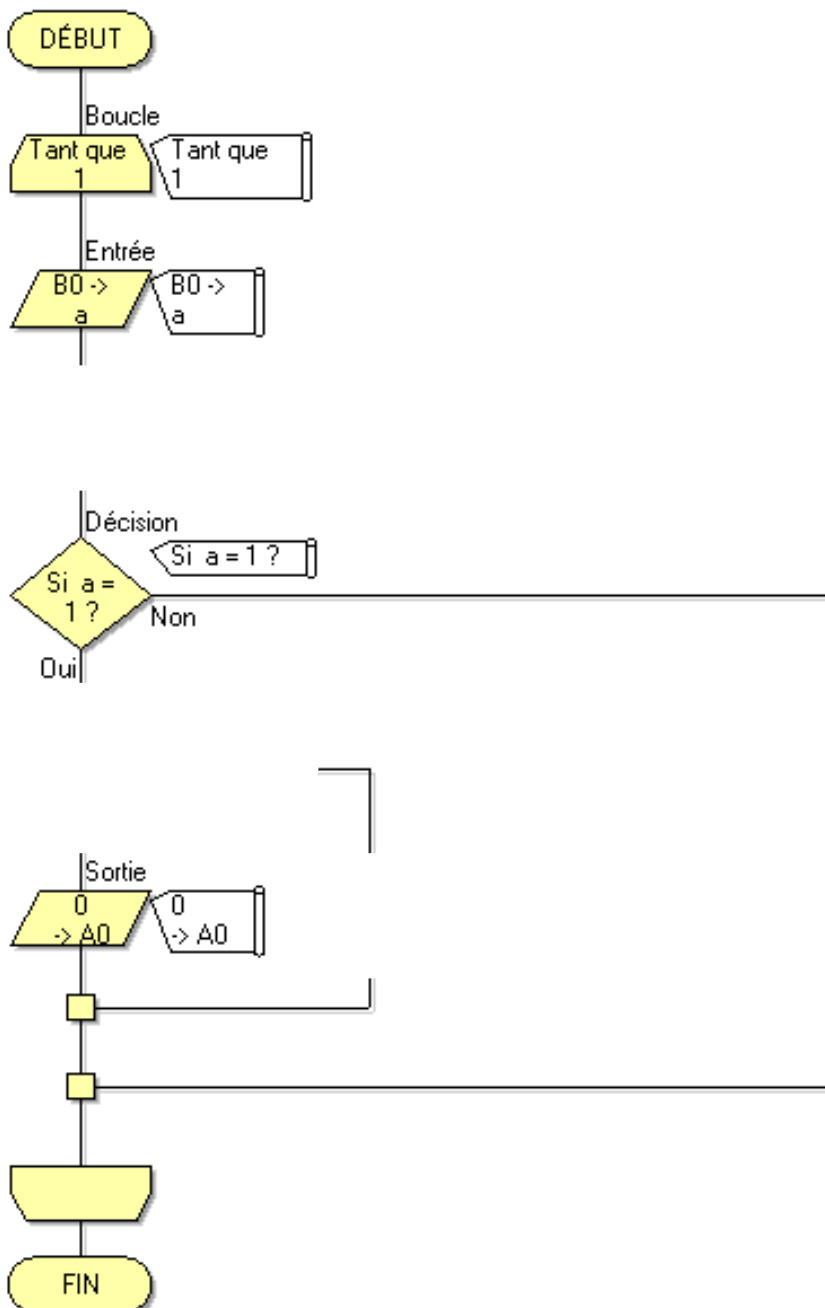 DÉBUT
Boucle
Tant que
1
Tant que
1
Entrée
B0 ->
a
B0 ->
a
Décision
Si a = 1 ?
Si a =
1 ?
Non
Oui
Sortie
0
-> A0
0
-> A0
FIN